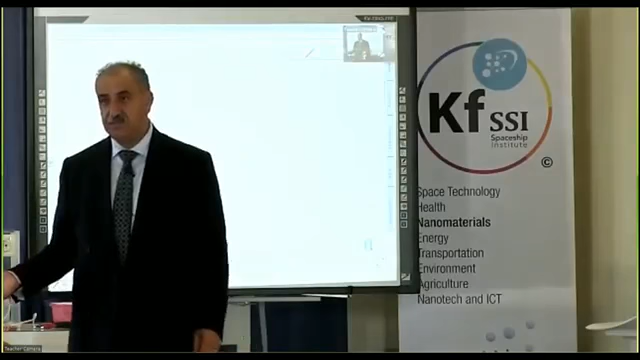 Kf SSI
Spaceship
Institute
©
Space Technology
Health
Nanomaterials
Energy
Transportation
Environment
Agriculture
Nanotech and ICT
Teacher Camera